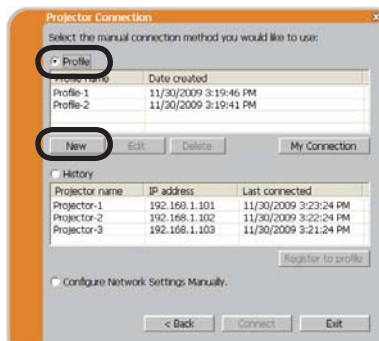 Projector Connection x
Select the manual connection method you would like to use:
Profile
Profile name Date created
Profile-1 11/30/2009 3:19:46 PM
Profile-2 11/30/2009 3:19:41 PM
New Edit Delete My Connection
History
Projector name IP address Last connected
Projector-1 192.168.1.101 11/30/2009 3:23:24 PM
Projector-2 192.168.1.102 11/30/2009 3:22:24 PM
Projector-3 192.168.1.103 11/30/2009 3:21:24 PM
Register to profile
Configure Network Settings Manually.
< Back Connect Exit